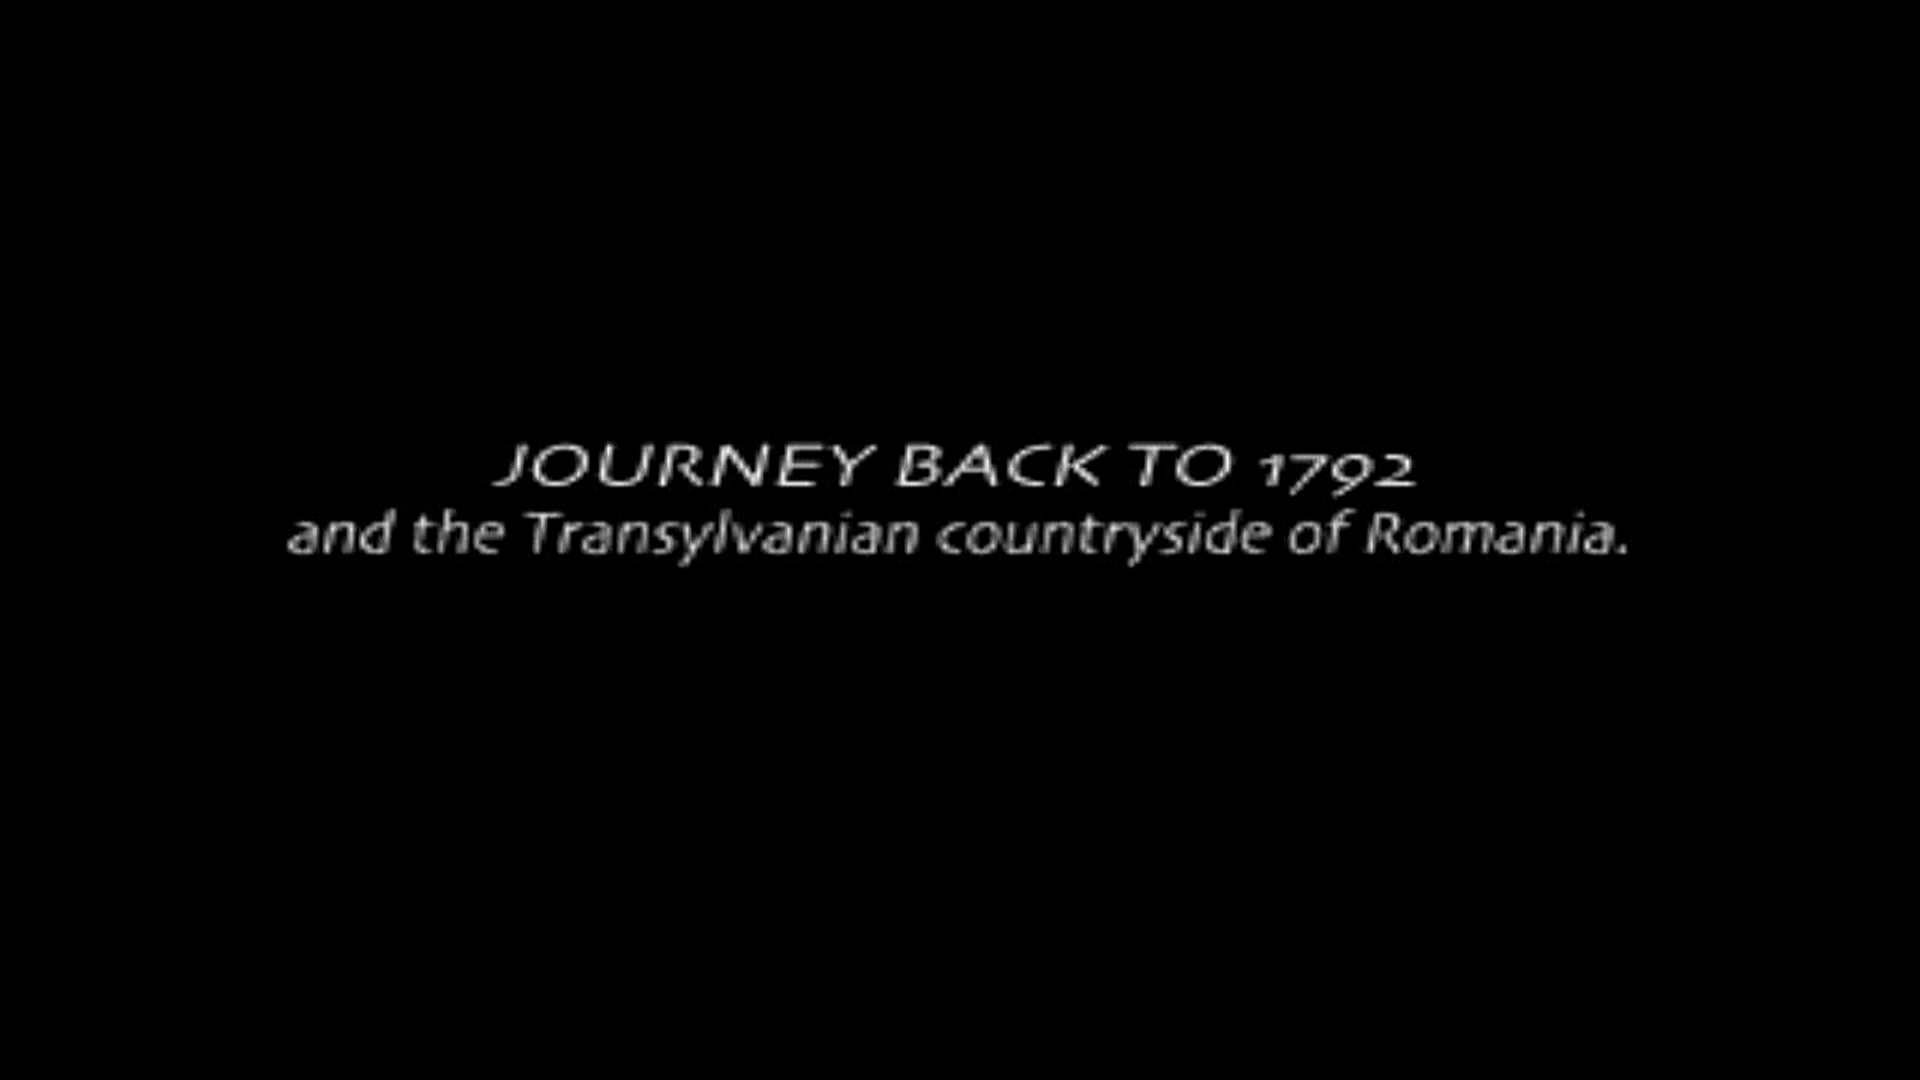 JOURNEY BACK TO 1792
and the Transylvanian countryside of Romania.